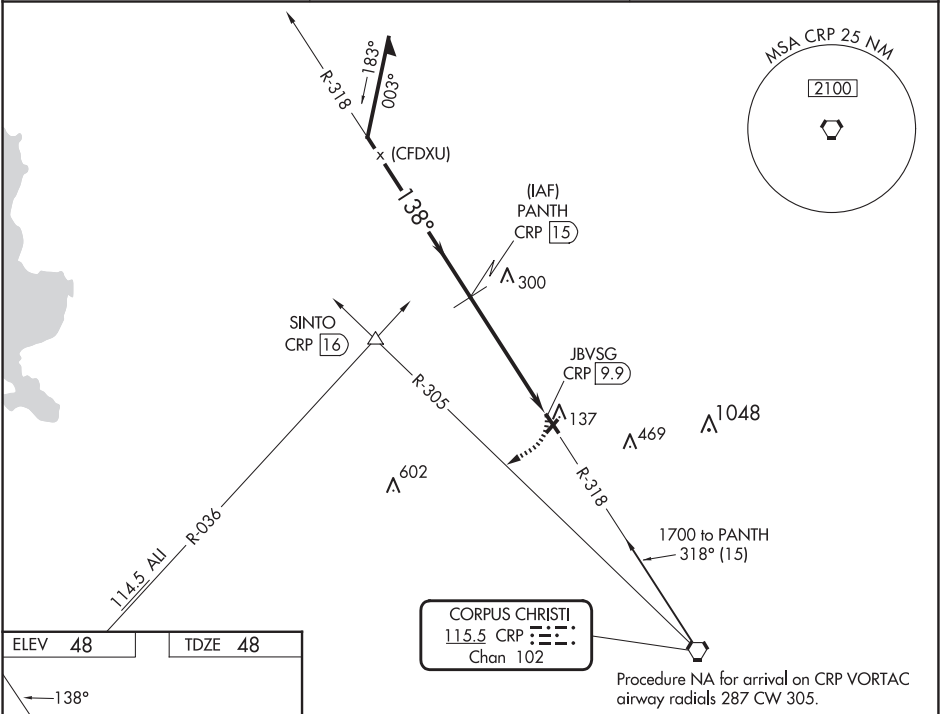 MSA CRP 25 NM
2100
R-318
183°
003°
x (CFDXU)
138°
(IAF)
PANTH
CRP 15
300
SINTO
CRP 16
R-305
JBVSG
CRP 9.9
137
469
1048
602
R-318
R-036
114.5 ALI
1700 to PANTH
318° (15)
CORPUS CHRISTI
115.5 CRP
Chan 102
Procedure NA for arrival on CRP VORTAC
airway radials 287 CW 305.
ELEV 48
TDZE 48
138°